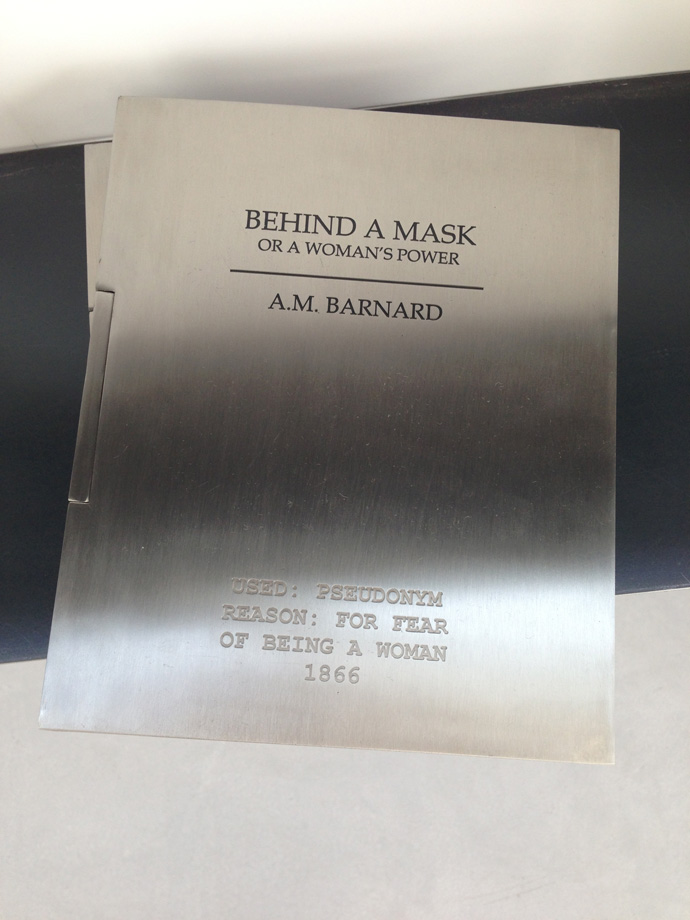 BEHIND A MASK
OR A WOMAN'S POWER
A.M. BARNARD
USED: PSEUDONYM
REASON: FOR FEAR
OF BEING A WOMAN
1866